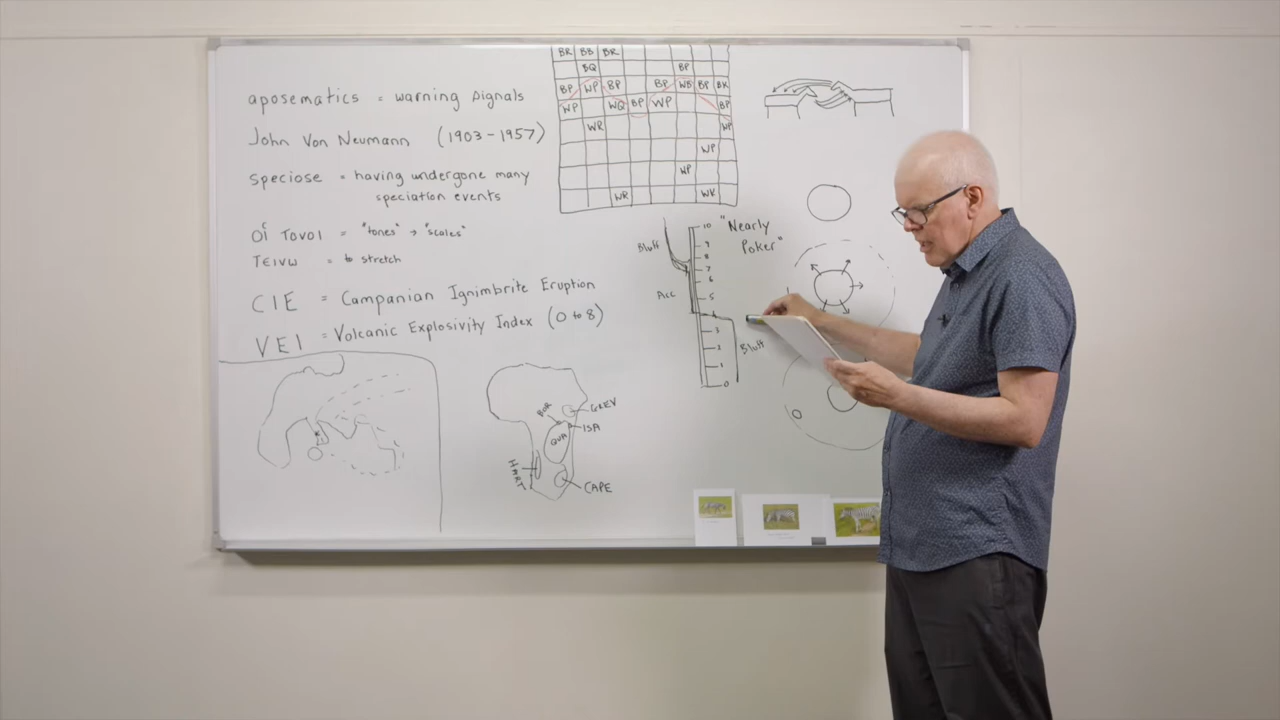 aposematics = warning signals
John Von Neumann (1903-1957)
speciose = having undergone many
speciation events
Οἱ Τονοι = "tones" → "scales"
Τεινω = to stretch
CIE = Campanian Ignimbrite Eruption
VEI = Volcanic Explosivity Index (0 to 8)
BR BB BR
BQ BP
BP WP BP BP WB BP BK
WP WQ BP WP BP
WR WP
WP
WP
WR WR
"Nearly
Poker"
Bluff
Acc
Bluff
10
9
8
7
6
5
4
3
2
1
0
BOR
GREV
ISA
QUA
HART
CAPE